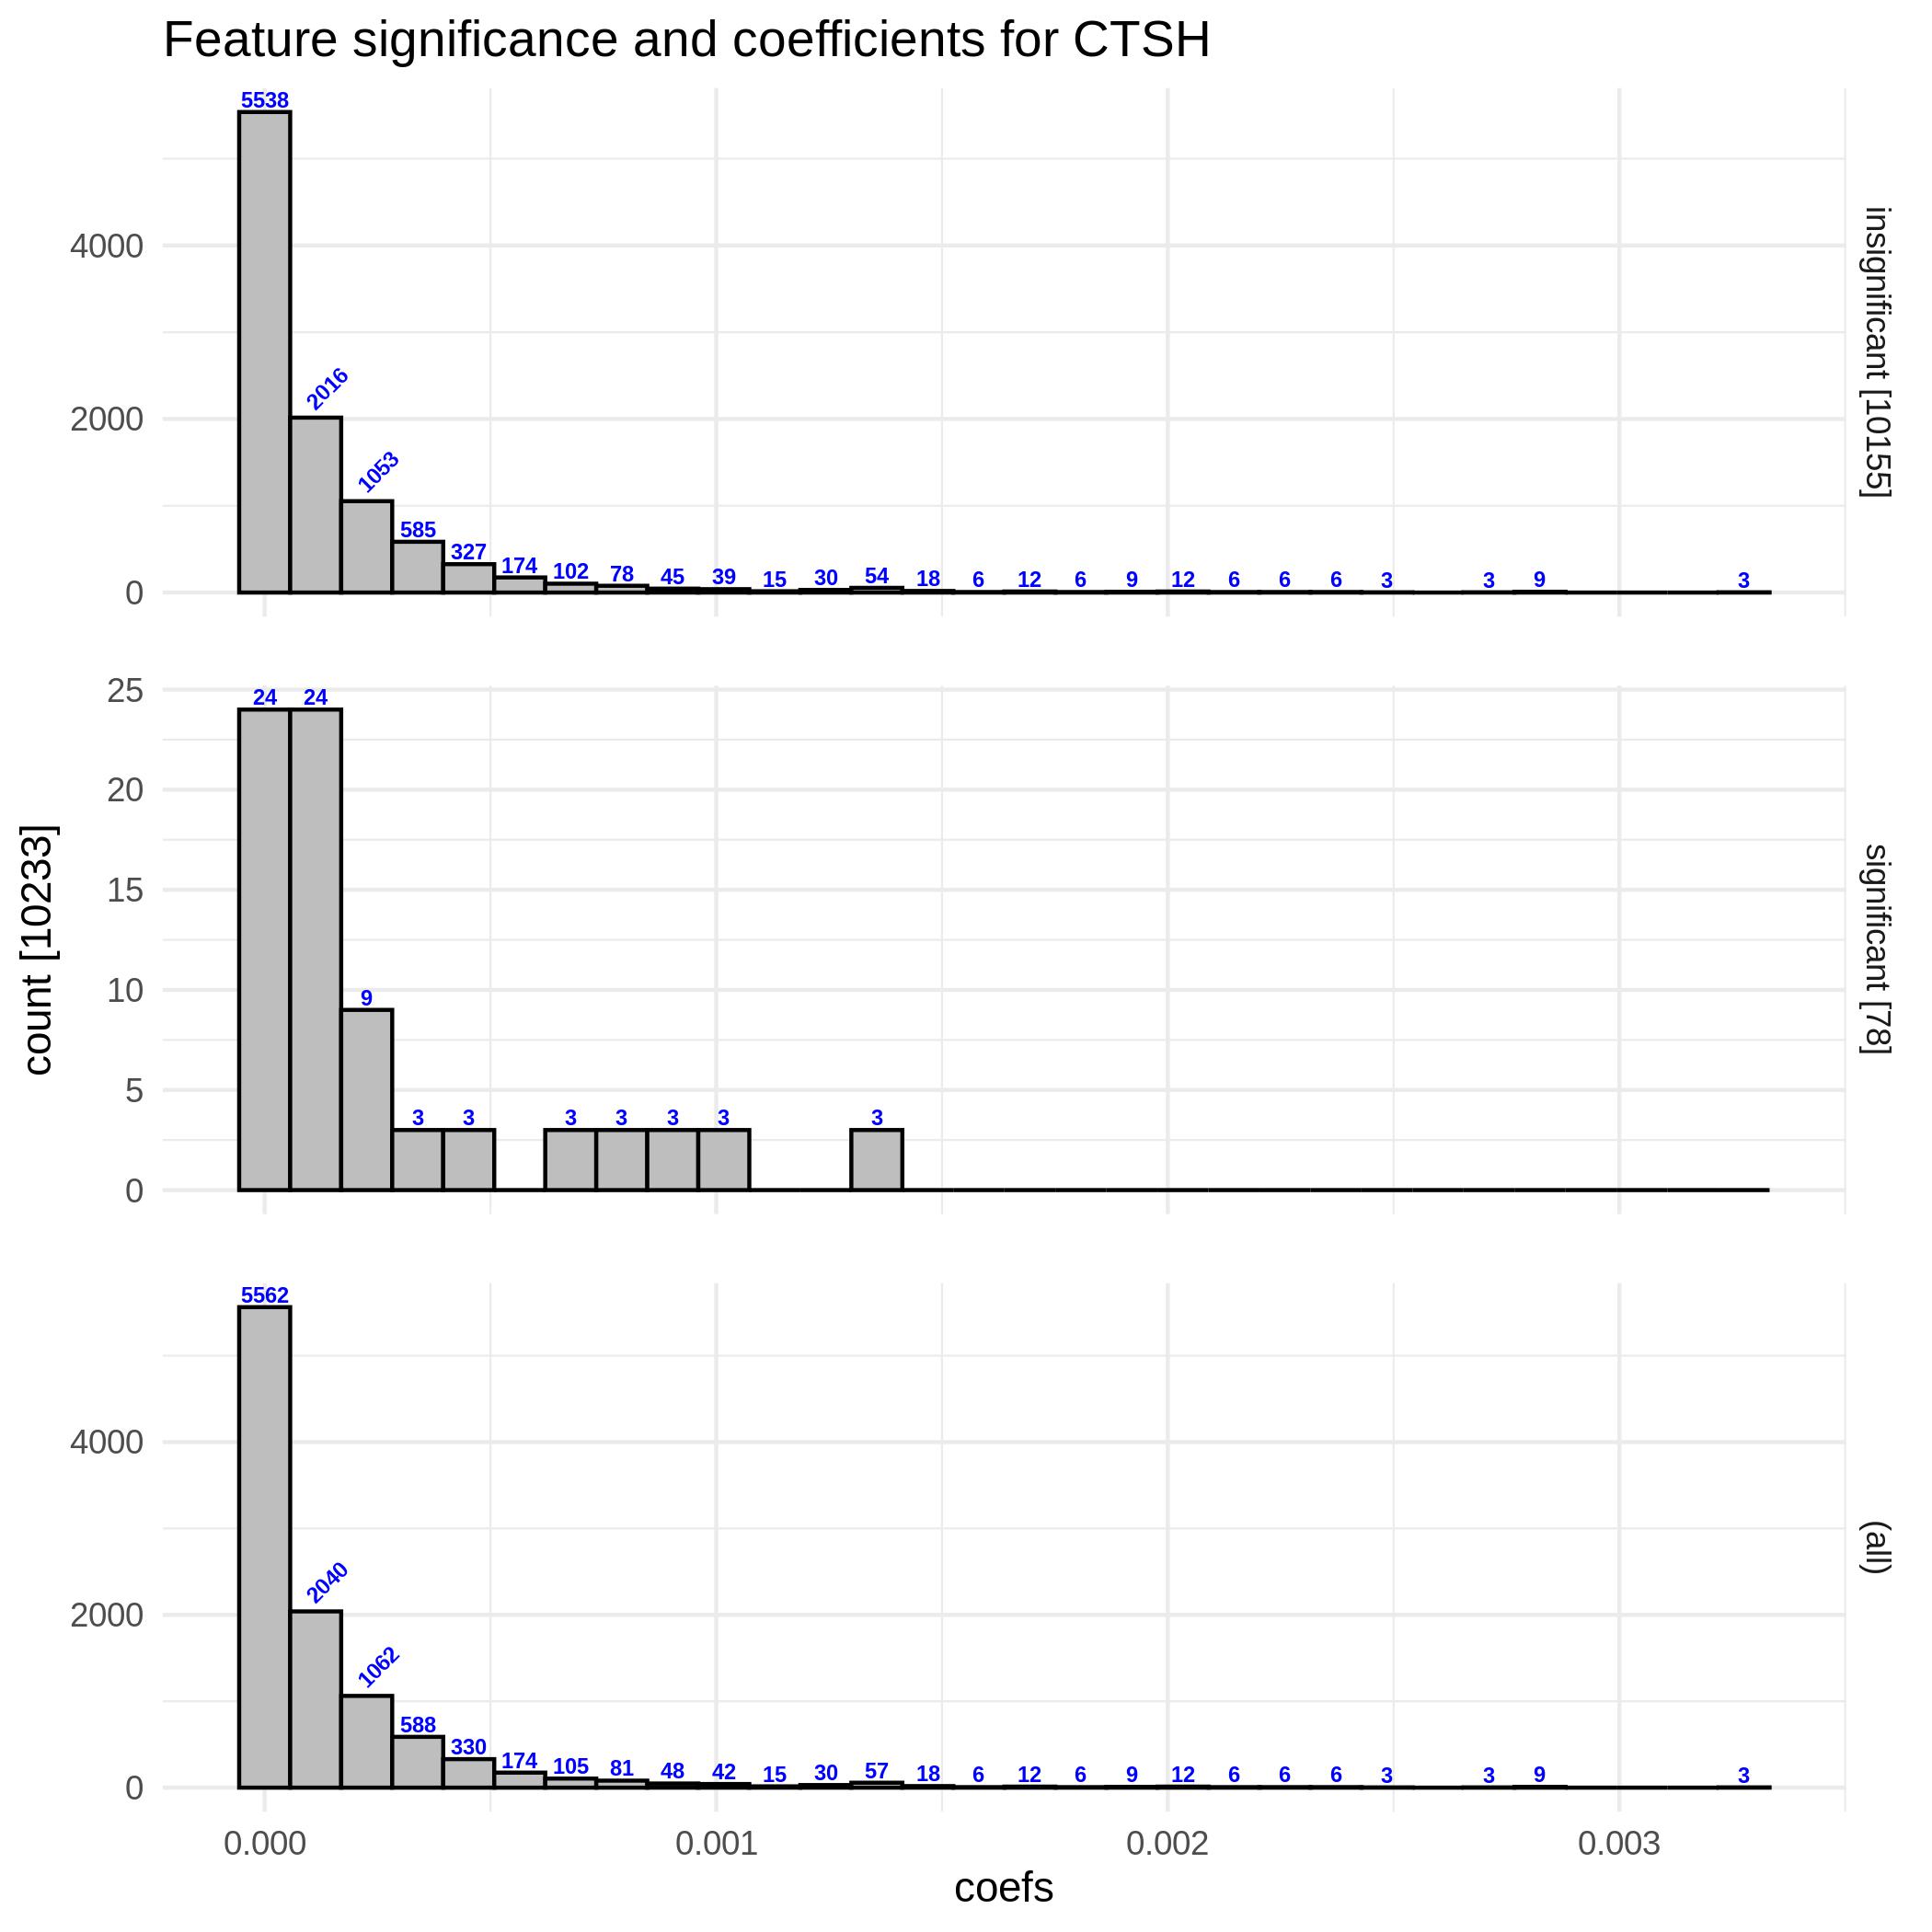 Feature significance and coefficients for CTSH
5538
2016
1053
585 327 174 102 78 45 39 15 30 54 18 6 12 6 9 12 6 6 6 3 3 9 3
4000
2000
0
insignificant [10155]
24 24
9
3 3 3 3 3 3 3
25
20
15
10
5
0
significant [78]
count [10233]
5562
2040
1062
588 330 174 105 81 48 42 15 30 57 18 6 12 6 9 12 6 6 6 3 3 9 3
4000
2000
0
(all)
0.000 0.001 0.002 0.003
coefs